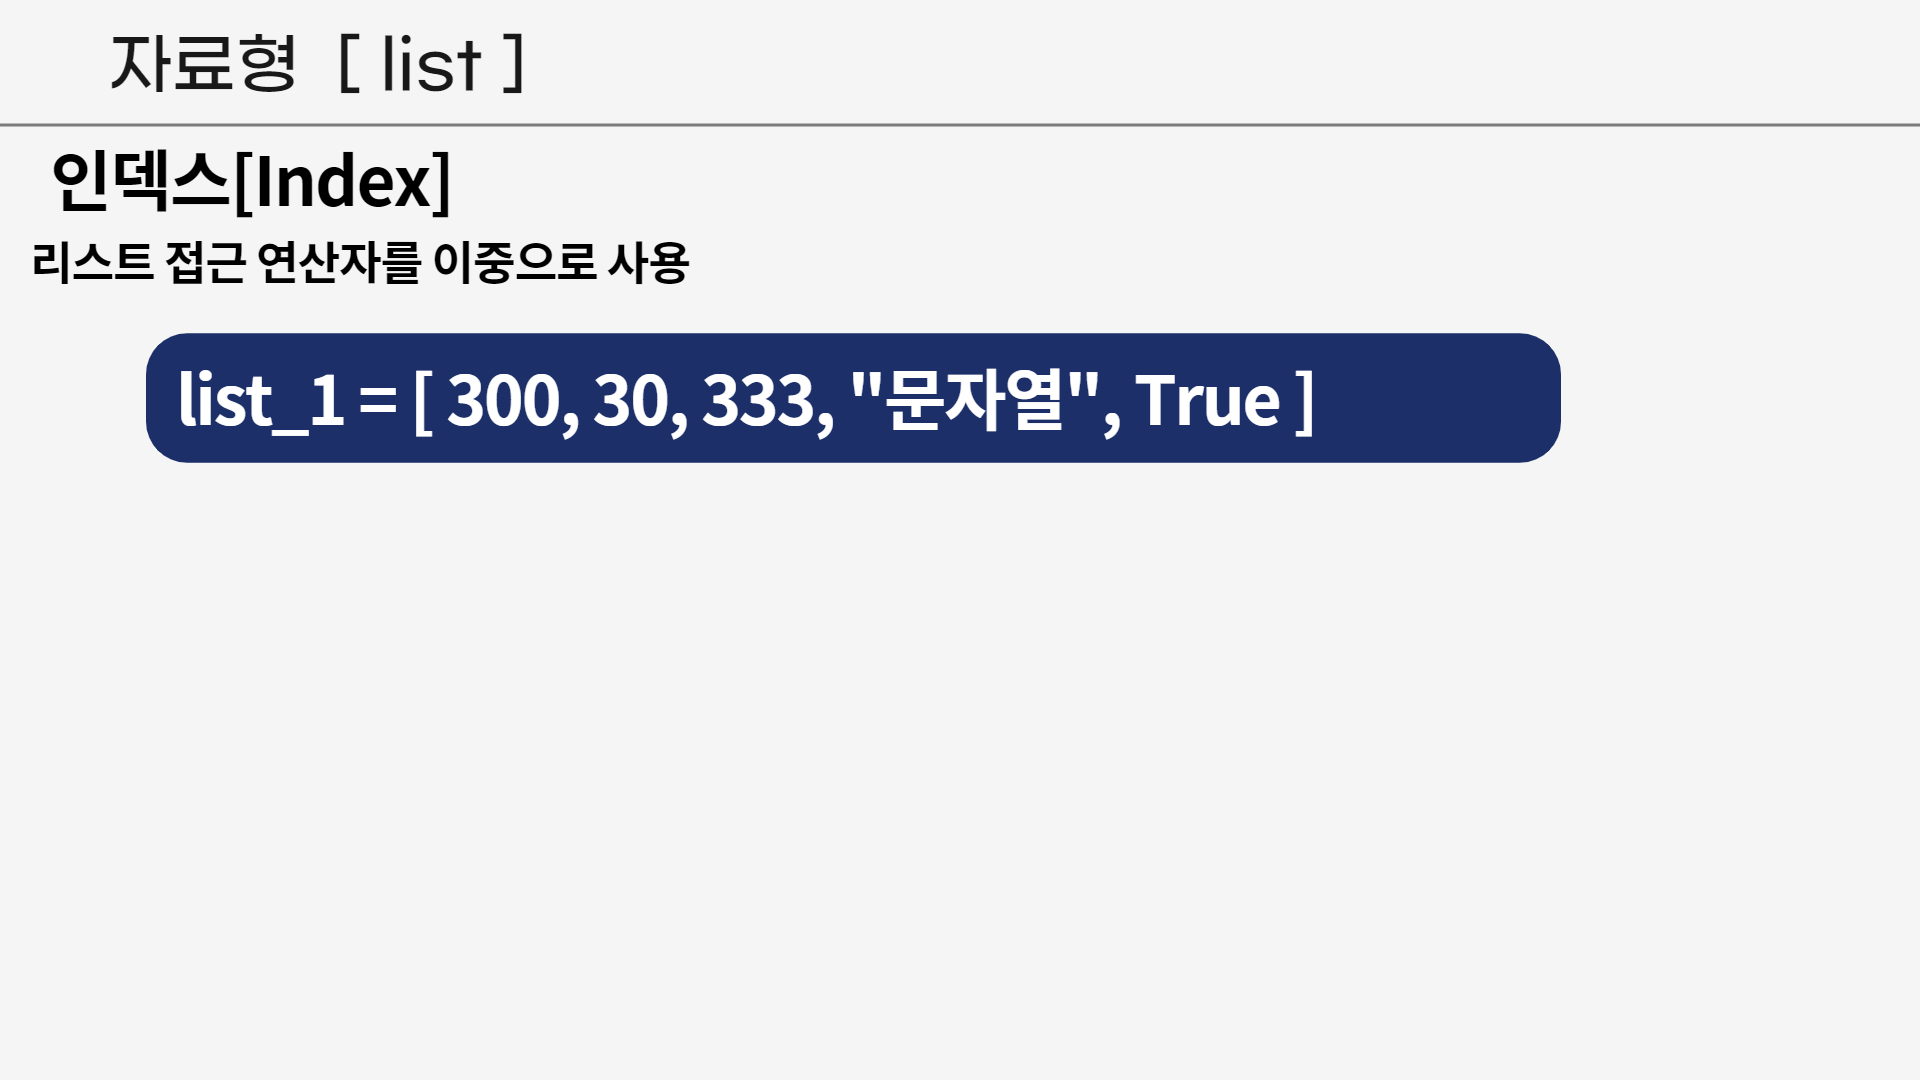 자료형 [ list ]
인덱스[Index]
리스트 접근 연산자를 이중으로 사용
list_1 = [ 300, 30, 333, "문자열", True ]